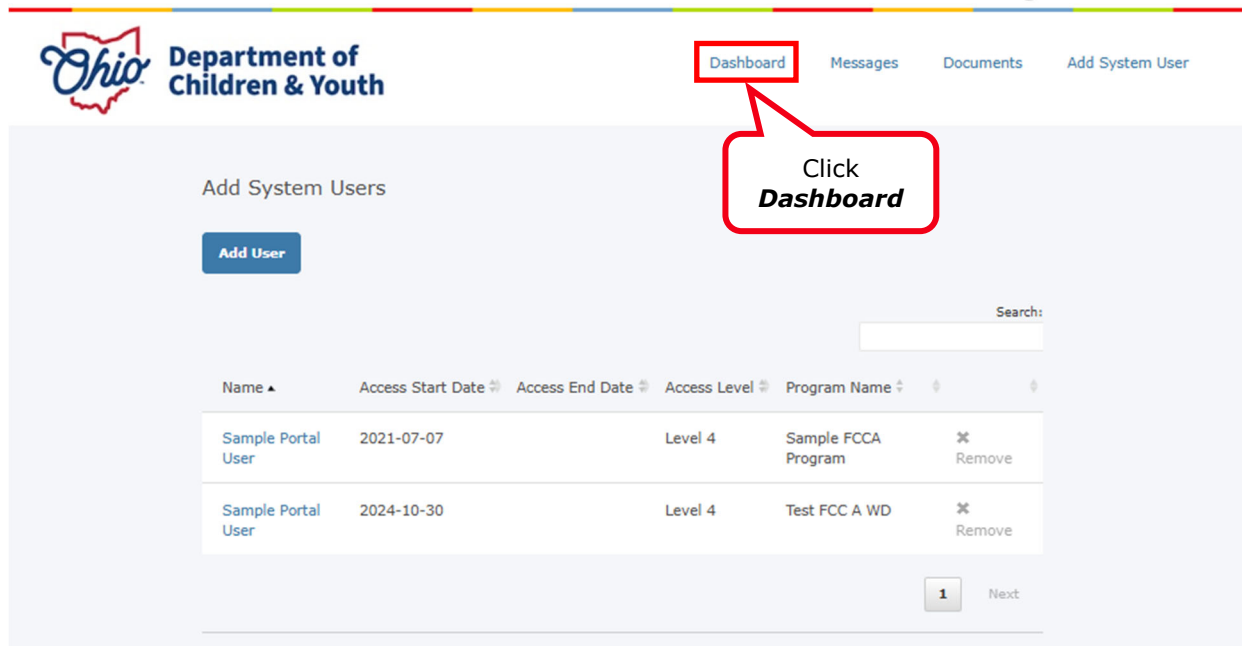 Ohio
Department of
Children & Youth
Dashboard Messages Documents Add System User
Click
Dashboard
Add System Users
Add User
Search:
Name Access Start Date Access End Date Access Level Program Name
Sample Portal User 2021-07-07 Level 4 Sample FCCA Program ✖ Remove
Sample Portal User 2024-10-30 Level 4 Test FCC A WD ✖ Remove
1 Next